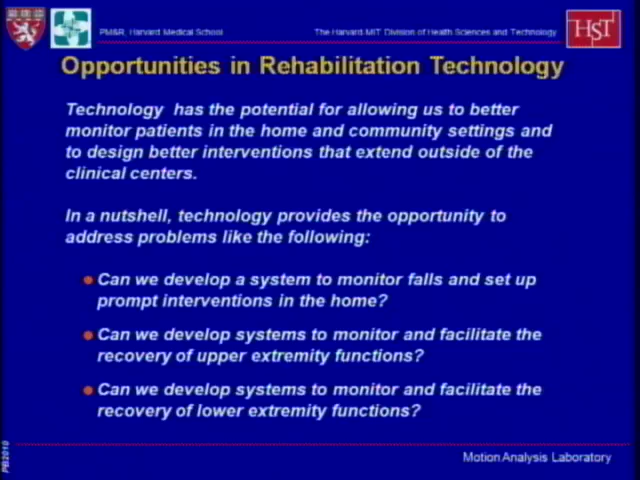 PM&R, Harvard Medical School
The Harvard-MIT Division of Health Sciences and Technology
HST
Opportunities in Rehabilitation Technology
Technology has the potential for allowing us to better
monitor patients in the home and community settings and
to design better interventions that extend outside of the
clinical centers.
In a nutshell, technology provides the opportunity to
address problems like the following:
Can we develop a system to monitor falls and set up
prompt interventions in the home?
Can we develop systems to monitor and facilitate the
recovery of upper extremity functions?
Can we develop systems to monitor and facilitate the
recovery of lower extremity functions?
PB2010
Motion Analysis Laboratory